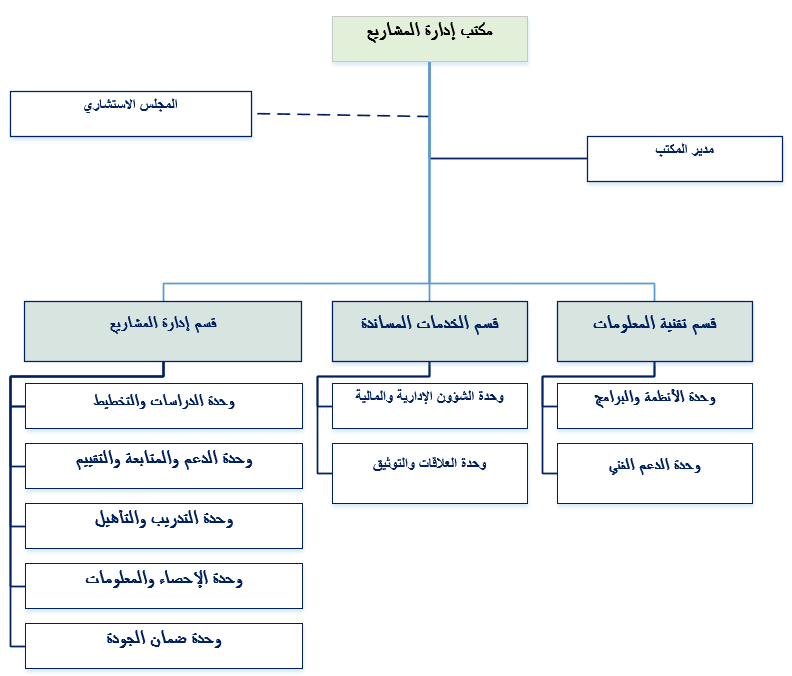 مكتب إدارة المشاريع
المجلس الاستشاري
مدير المكتب
قسم تقنية المعلومات
قسم الخدمات المساندة
قسم إدارة المشاريع
وحدة الأنظمة والبرامج
وحدة الدعم الفني
وحدة الشؤون الإدارية والمالية
وحدة العلاقات والتوثيق
وحدة الدراسات والتخطيط
وحدة الدعم والمتابعة والتقييم
وحدة التدريب والتأهيل
وحدة الإحصاء والمعلومات
وحدة ضمان الجودة